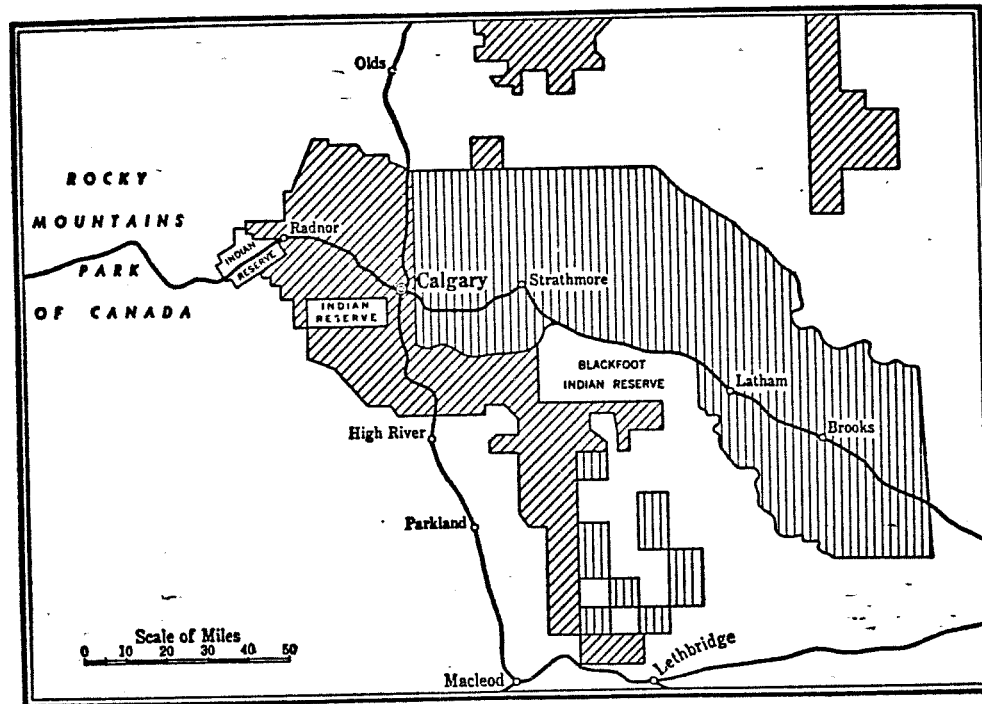 Olds
ROCKY
MOUNTAINS
PARK
OF CANADA
Radnor
INDIAN
RESERVE
Calgary
Strathmore
INDIAN
RESERVE
BLACKFOOT
INDIAN RESERVE
Latham
Brooks
High River
Parkland
Scale of Miles
0 10 20 30 40 50
Macleod
Lethbridge